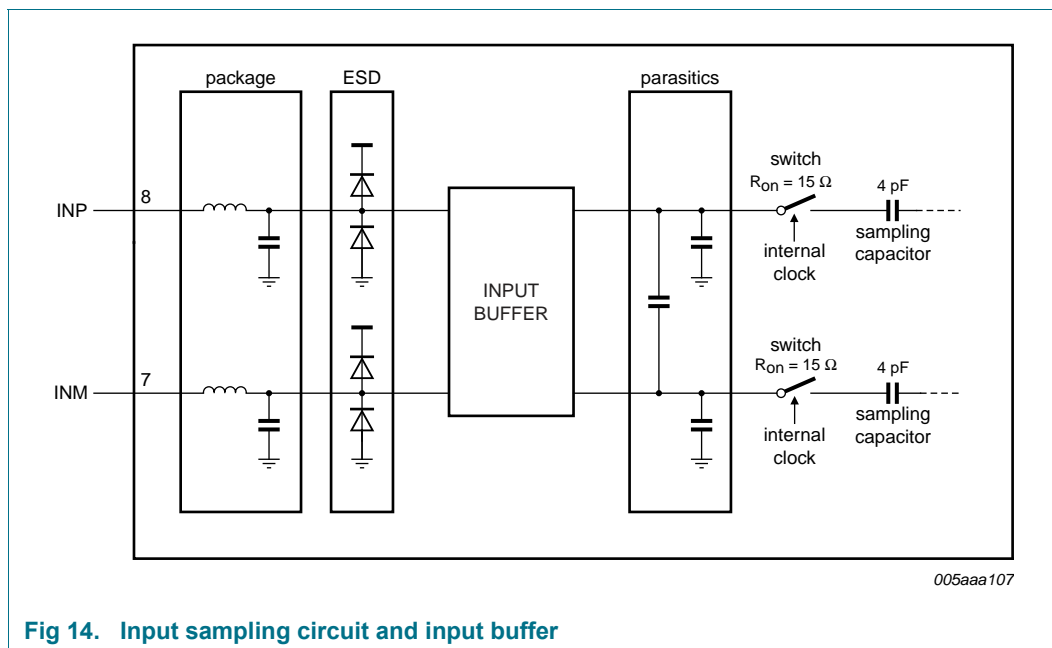 package
ESD
parasitics
switch
Ron = 15 Ω
4 pF
INP
8
internal
clock
sampling
capacitor
INPUT
BUFFER
switch
Ron = 15 Ω
4 pF
INM
7
internal
clock
sampling
capacitor
005aaa107
Fig 14. Input sampling circuit and input buffer